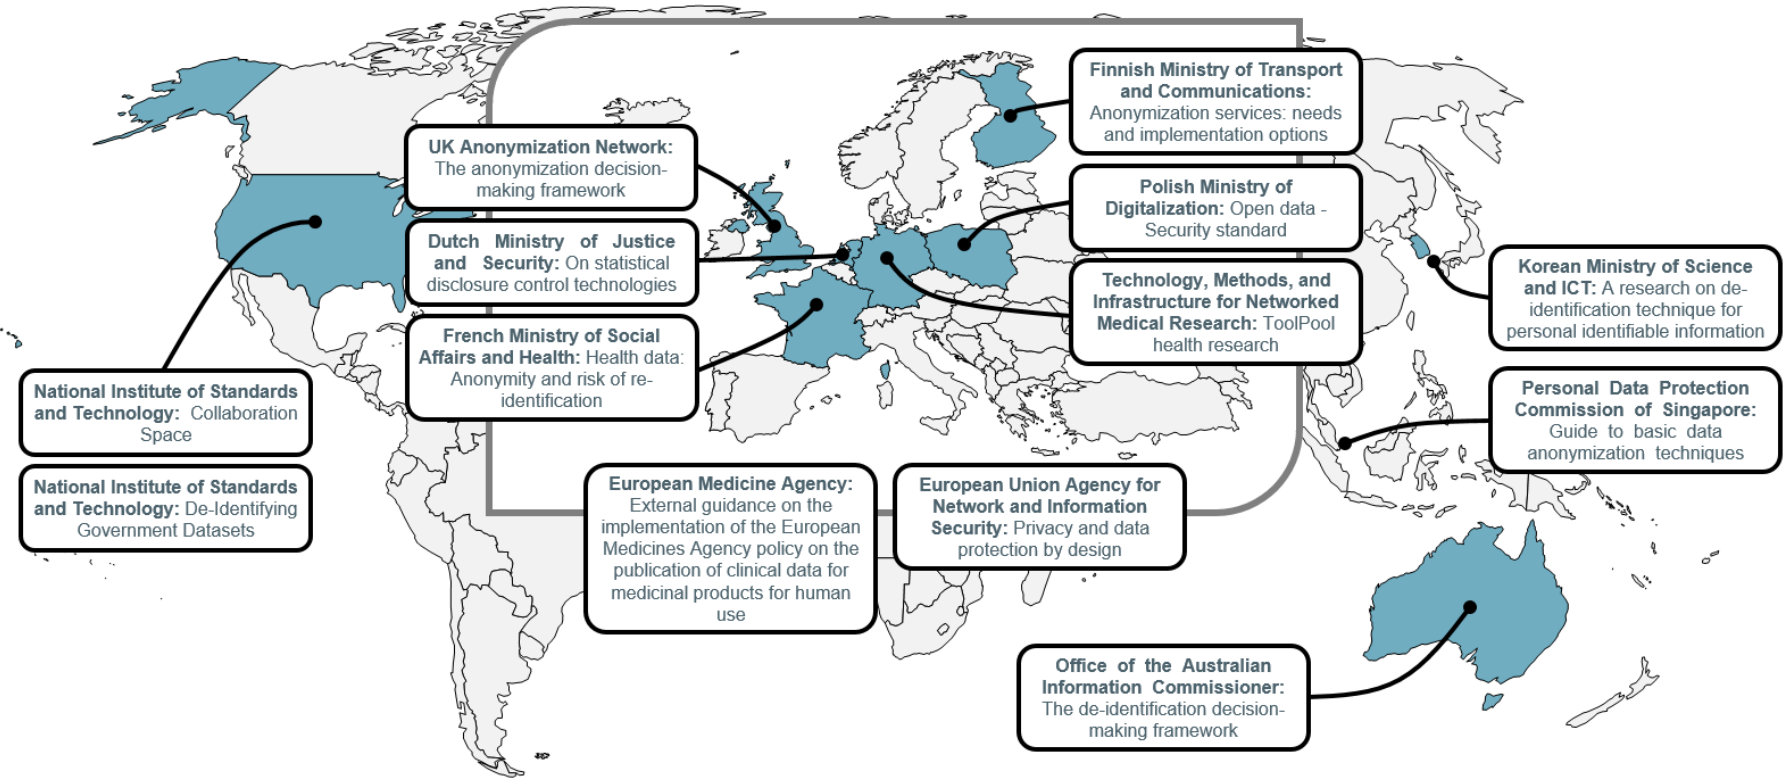 Finnish Ministry of Transport
and Communications:
Anonymization services: needs
and implementation options
UK Anonymization Network:
The anonymization decision-
making framework
Polish Ministry of
Digitalization: Open data -
Security standard
Dutch Ministry of Justice
and Security: On statistical
disclosure control technologies
Technology, Methods, and
Infrastructure for Networked
Medical Research: ToolPool
health research
Korean Ministry of Science
and ICT: A research on de-
identification technique for
personal identifiable information
French Ministry of Social
Affairs and Health: Health data:
Anonymity and risk of re-
identification
National Institute of Standards
and Technology: Collaboration
Space
Personal Data Protection
Commission of Singapore:
Guide to basic data
anonymization techniques
National Institute of Standards
and Technology: De-Identifying
Government Datasets
European Medicine Agency:
External guidance on the
implementation of the European
Medicines Agency policy on the
publication of clinical data for
medicinal products for human
use
European Union Agency for
Network and Information
Security: Privacy and data
protection by design
Office of the Australian
Information Commissioner:
The de-identification decision-
making framework